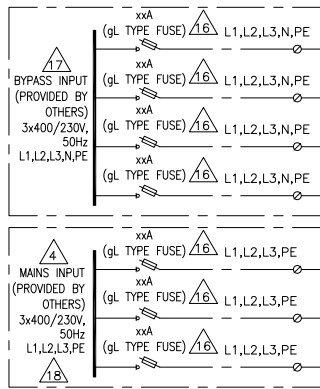 xxA
(gL TYPE FUSE) 16 L1,L2,L3,N,PE
17
BYPASS INPUT
(PROVIDED BY
OTHERS)
3x400/230V,
50Hz
L1,L2,L3,N,PE
xxA
(gL TYPE FUSE) 16 L1,L2,L3,N,PE
xxA
(gL TYPE FUSE) 16 L1,L2,L3,N,PE
xxA
(gL TYPE FUSE) 16 L1,L2,L3,N,PE
4
MAINS INPUT
(PROVIDED BY
OTHERS)
3x400/230V,
50Hz
L1,L2,L3,PE
18
xxA
(gL TYPE FUSE) 16 L1,L2,L3,PE
xxA
(gL TYPE FUSE) 16 L1,L2,L3,PE
xxA
(gL TYPE FUSE) 16 L1,L2,L3,PE